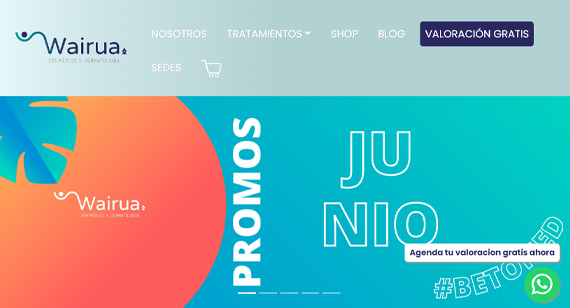 NOSOTROS
TRATAMIENTOS
SHOP
BLOG
VALORACIÓN GRATIS
Wairua
SPA MÉDICO Y DERMATOLOGÍA
SEDES
PROMOS
JU
NIO
Wairua
SPA MÉDICO Y DERMATOLOGÍA
Agenda tu valoracion gratis ahora